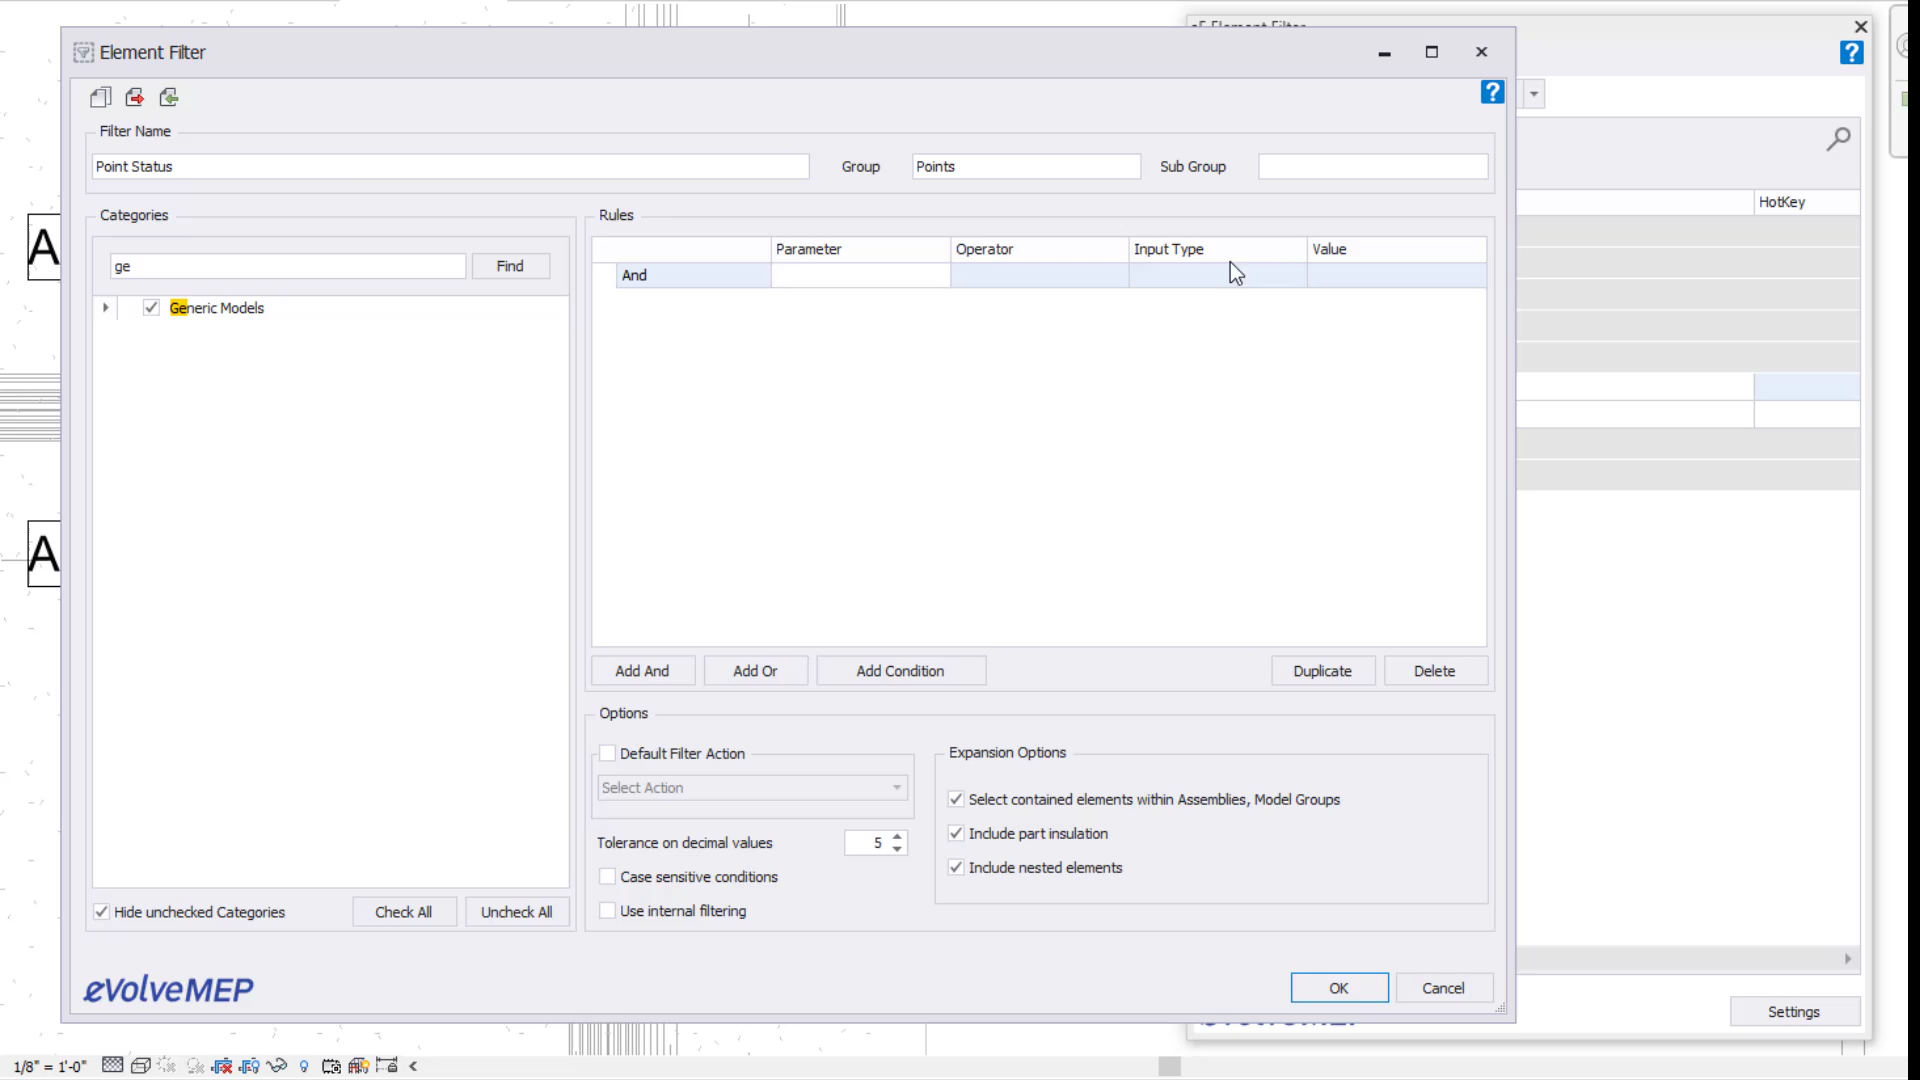 Element Filter
Filter Name
Point Status
Group
Points
Sub Group
Categories
ge
Find
Generic Models
Hide unchecked Categories
Check All
Uncheck All
Rules
Parameter
Operator
Input Type
Value
And
Add And
Add Or
Add Condition
Duplicate
Delete
Options
Default Filter Action
Select Action
Tolerance on decimal values
5
Case sensitive conditions
Use internal filtering
Expansion Options
Select contained elements within Assemblies, Model Groups
Include part insulation
Include nested elements
eVolveMEP
OK
Cancel
HotKey
Settings
A
A
1/8" = 1'-0"